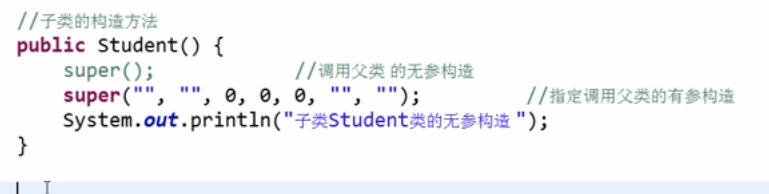 //子类的构造方法
public Student() {
super();    //调用父类 的无参构造
super("", "", 0, 0, 0, "", "");    //指定调用父类的有参构造
System.out.println("子类Student类的无参构造 ");
}